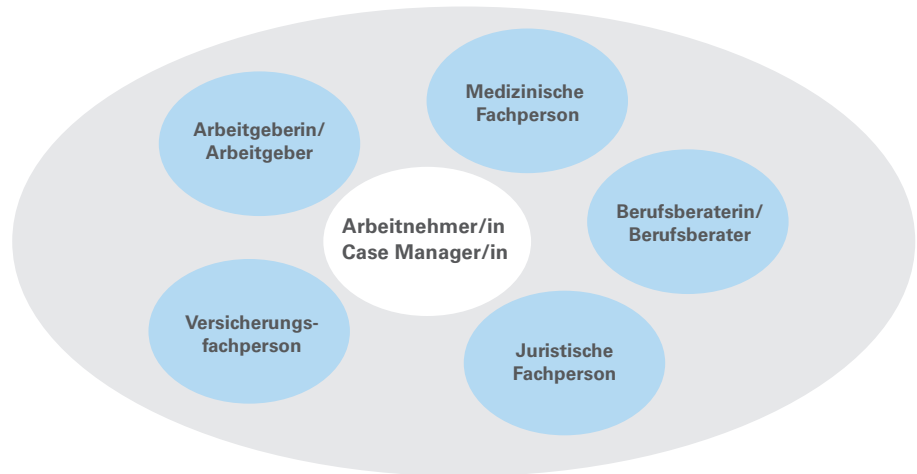 Medizinische
Fachperson
Arbeitgeberin/
Arbeitgeber
Berufsberaterin/
Berufsberater
Arbeitnehmer/in
Case Manager/in
Versicherungs-
fachperson
Juristische
Fachperson